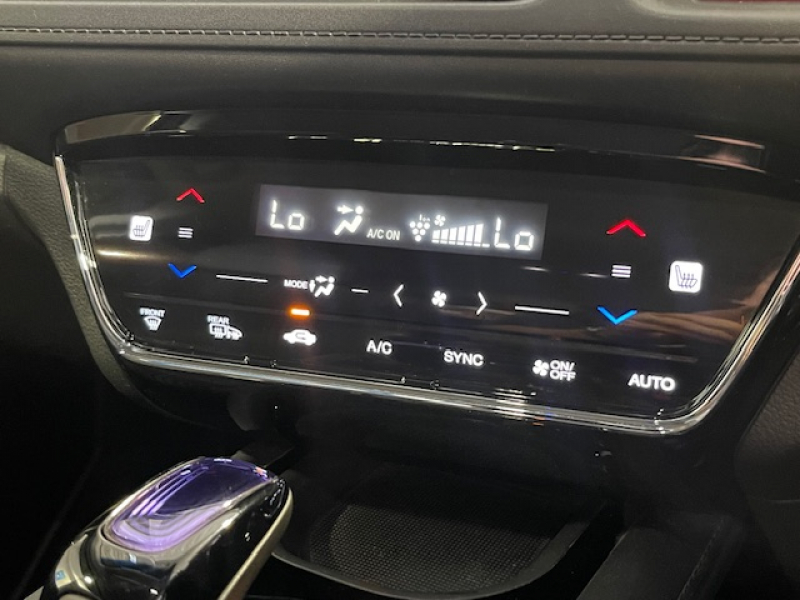 Lo A/C ON Lo
MODE
FRONT
REAR
A/C
SYNC
ON/
OFF
AUTO